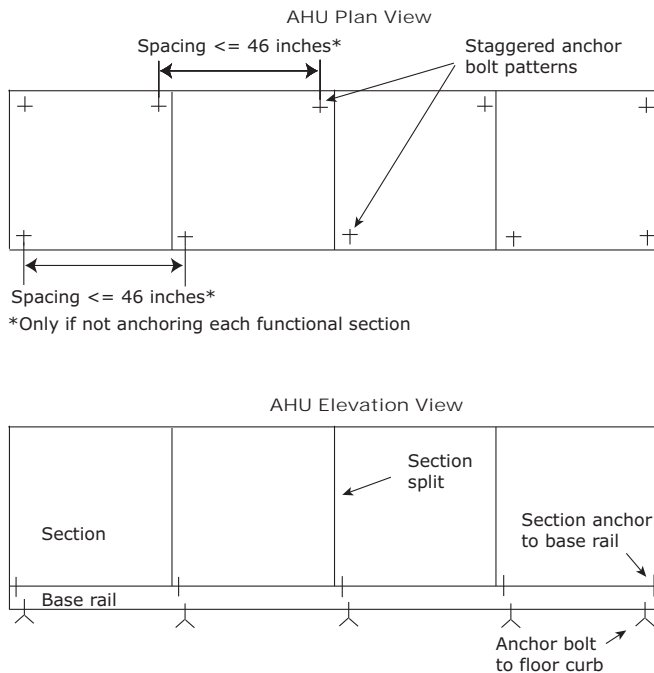 AHU Plan View
Spacing <= 46 inches*
Staggered anchor
bolt patterns
Spacing <= 46 inches*
*Only if not anchoring each functional section
AHU Elevation View
Section
split
Section
Section anchor
to base rail
Base rail
Anchor bolt
to floor curb